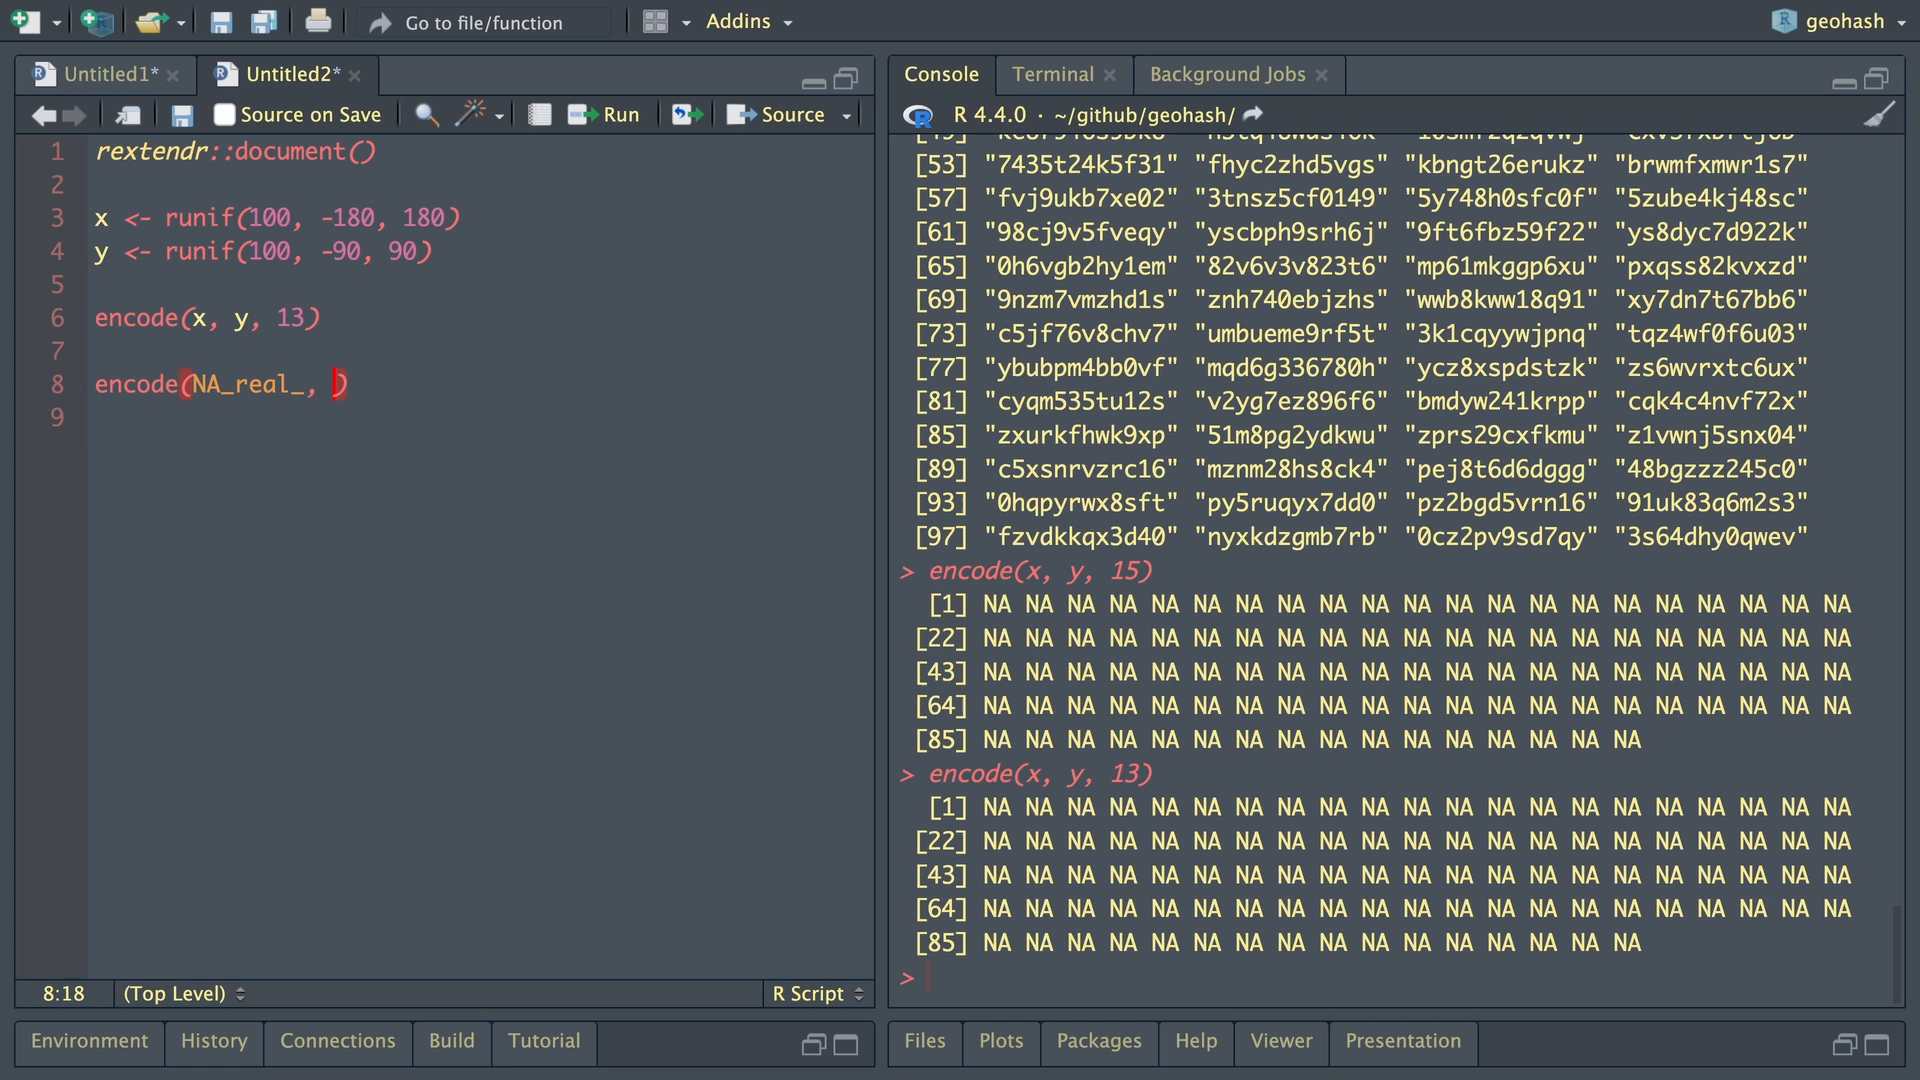 Go to file/function
Addins
geohash
Untitled1*
Untitled2*
Source on Save
Run
Source
1 rextendr::document()
2
3 x <- runif(100, -180, 180)
4 y <- runif(100, -90, 90)
5
6 encode(x, y, 13)
7
8 encode(NA_real_, )
9
8:18
(Top Level)
R Script
Environment
History
Connections
Build
Tutorial
Console
Terminal
Background Jobs
R 4.4.0 · ~/github/geohash/
[53] "7435t24k5f31" "fhyc2zhd5vgs" "kbngt26erukz" "brwmfxmwr1s7"
[57] "fvj9ukb7xe02" "3tnsz5cf0149" "5y748h0sfc0f" "5zube4kj48sc"
[61] "98cj9v5fveqy" "yscbph9srh6j" "9ft6fbz59f22" "ys8dyc7d922k"
[65] "0h6vgb2hy1em" "82v6v3v823t6" "mp61mkggp6xu" "pxqss82kvxzd"
[69] "9nzm7vmzhd1s" "znh740ebjzhs" "wwb8kww18q91" "xy7dn7t67bb6"
[73] "c5jf76v8chv7" "umbueme9rf5t" "3k1cqyywjpnq" "tqz4wf0f6u03"
[77] "ybubpm4bb0vf" "mqd6g336780h" "ycz8xspdstzk" "zs6wvrxtc6ux"
[81] "cyqm535tu12s" "v2yg7ez896f6" "bmdyw241krpp" "cqk4c4nvf72x"
[85] "zxurkfhwk9xp" "51m8pg2ydkwu" "zprs29cxfkmu" "z1vwnj5snx04"
[89] "c5xsnrvzrc16" "mznm28hs8ck4" "pej8t6d6dggg" "48bgzzz245c0"
[93] "0hqpyrwx8sft" "py5ruqyx7dd0" "pz2bgd5vrn16" "91uk83q6m2s3"
[97] "fzvdkkqx3d40" "nyxkdzgmb7rb" "0cz2pv9sd7qy" "3s64dhy0qwev"
> encode(x, y, 15)
[1] NA NA NA NA NA NA NA NA NA NA NA NA NA NA NA NA NA NA NA NA NA
[22] NA NA NA NA NA NA NA NA NA NA NA NA NA NA NA NA NA NA NA NA NA
[43] NA NA NA NA NA NA NA NA NA NA NA NA NA NA NA NA NA NA NA NA NA
[64] NA NA NA NA NA NA NA NA NA NA NA NA NA NA NA NA NA NA NA NA NA
[85] NA NA NA NA NA NA NA NA NA NA NA NA NA NA NA NA
> encode(x, y, 13)
[1] NA NA NA NA NA NA NA NA NA NA NA NA NA NA NA NA NA NA NA NA NA
[22] NA NA NA NA NA NA NA NA NA NA NA NA NA NA NA NA NA NA NA NA NA
[43] NA NA NA NA NA NA NA NA NA NA NA NA NA NA NA NA NA NA NA NA NA
[64] NA NA NA NA NA NA NA NA NA NA NA NA NA NA NA NA NA NA NA NA NA
[85] NA NA NA NA NA NA NA NA NA NA NA NA NA NA NA NA
>
Files
Plots
Packages
Help
Viewer
Presentation